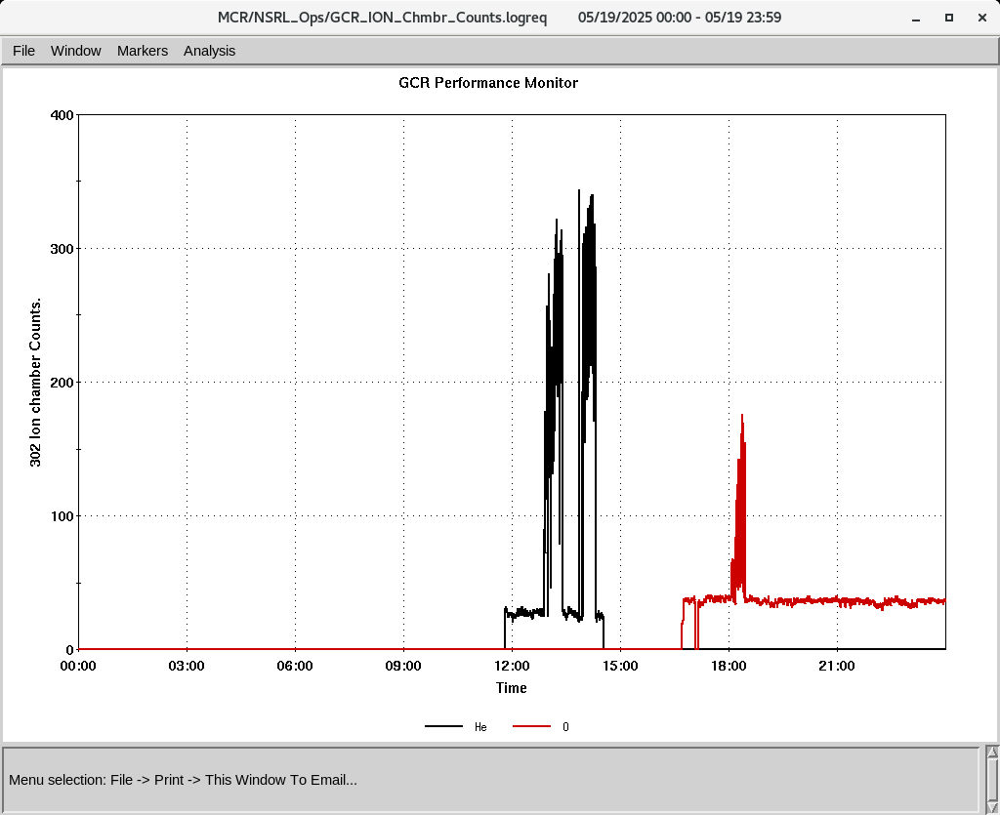 MCR/NSRL_Ops/GCR_ION_Chmbr_Counts.logreq 05/19/2025 00:00 - 05/19 23:59
File Window Markers Analysis
GCR Performance Monitor
400
300
200
100
0
302 Ion chamber Counts.
00:00 03:00 06:00 09:00 12:00 15:00 18:00 21:00
Time
He O
Menu selection: File -> Print -> This Window To Email...